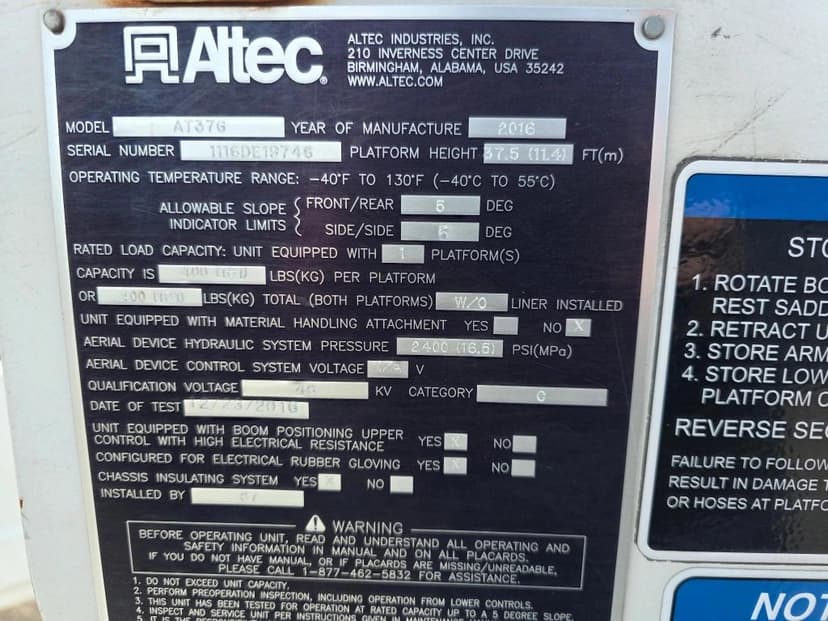 Altec
ALTEC INDUSTRIES, INC.
210 INVERNESS CENTER DRIVE
BIRMINGHAM, ALABAMA, USA 35242
WWW.ALTEC.COM
MODEL AT37G YEAR OF MANUFACTURE 2016
SERIAL NUMBER 1116DE19746 PLATFORM HEIGHT 37.5 (11.4) FT(m)
OPERATING TEMPERATURE RANGE: -40°F TO 130°F (-40°C TO 55°C)
ALLOWABLE SLOPE INDICATOR LIMITS
FRONT/REAR 5 DEG
SIDE/SIDE 5 DEG
RATED LOAD CAPACITY: UNIT EQUIPPED WITH 1 PLATFORM(S)
CAPACITY IS LBS(KG) PER PLATFORM
OR LBS(KG) TOTAL (BOTH PLATFORMS) W/O LINER INSTALLED
UNIT EQUIPPED WITH MATERIAL HANDLING ATTACHMENT YES NO X
AERIAL DEVICE HYDRAULIC SYSTEM PRESSURE 2400 (16.5) PSI(MPa)
AERIAL DEVICE CONTROL SYSTEM VOLTAGE V
QUALIFICATION VOLTAGE 46 KV CATEGORY C
DATE OF TEST 12/23/2016
UNIT EQUIPPED WITH BOOM POSITIONING UPPER
CONTROL WITH HIGH ELECTRICAL RESISTANCE YES X NO
CONFIGURED FOR ELECTRICAL RUBBER GLOVING YES X NO
CHASSIS INSULATING SYSTEM YES X NO
INSTALLED BY
WARNING
BEFORE OPERATING UNIT, READ AND UNDERSTAND ALL OPERATING AND
SAFETY INFORMATION IN MANUAL AND ON ALL PLACARDS.
IF YOU DO NOT HAVE MANUAL, OR IF PLACARDS ARE MISSING/UNREADABLE,
PLEASE CALL 1-877-462-5832 FOR ASSISTANCE.
1. DO NOT EXCEED UNIT CAPACITY.
2. PERFORM PREOPERATION INSPECTION, INCLUDING OPERATION FROM LOWER CONTROLS.
3. THIS UNIT HAS BEEN TESTED FOR OPERATION AT RATED CAPACITY UP TO A 5 DEGREE SLOPE.
4. INSPECT AND SERVICE UNIT PER INSTRUCTIONS GIVEN IN MAINTENANCE
STO
1. ROTATE BO
REST SADD
2. RETRACT U
3. STORE ARM
4. STORE LOW
PLATFORM C
REVERSE SE
FAILURE TO FOLLOW
RESULT IN DAMAGE T
OR HOSES AT PLATFO
NOT